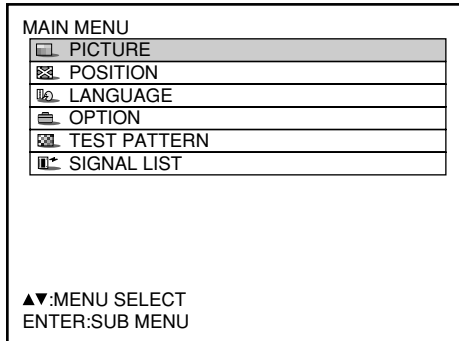 MAIN MENU
PICTURE
POSITION
LANGUAGE
OPTION
TEST PATTERN
SIGNAL LIST
▲▼:MENU SELECT
ENTER:SUB MENU